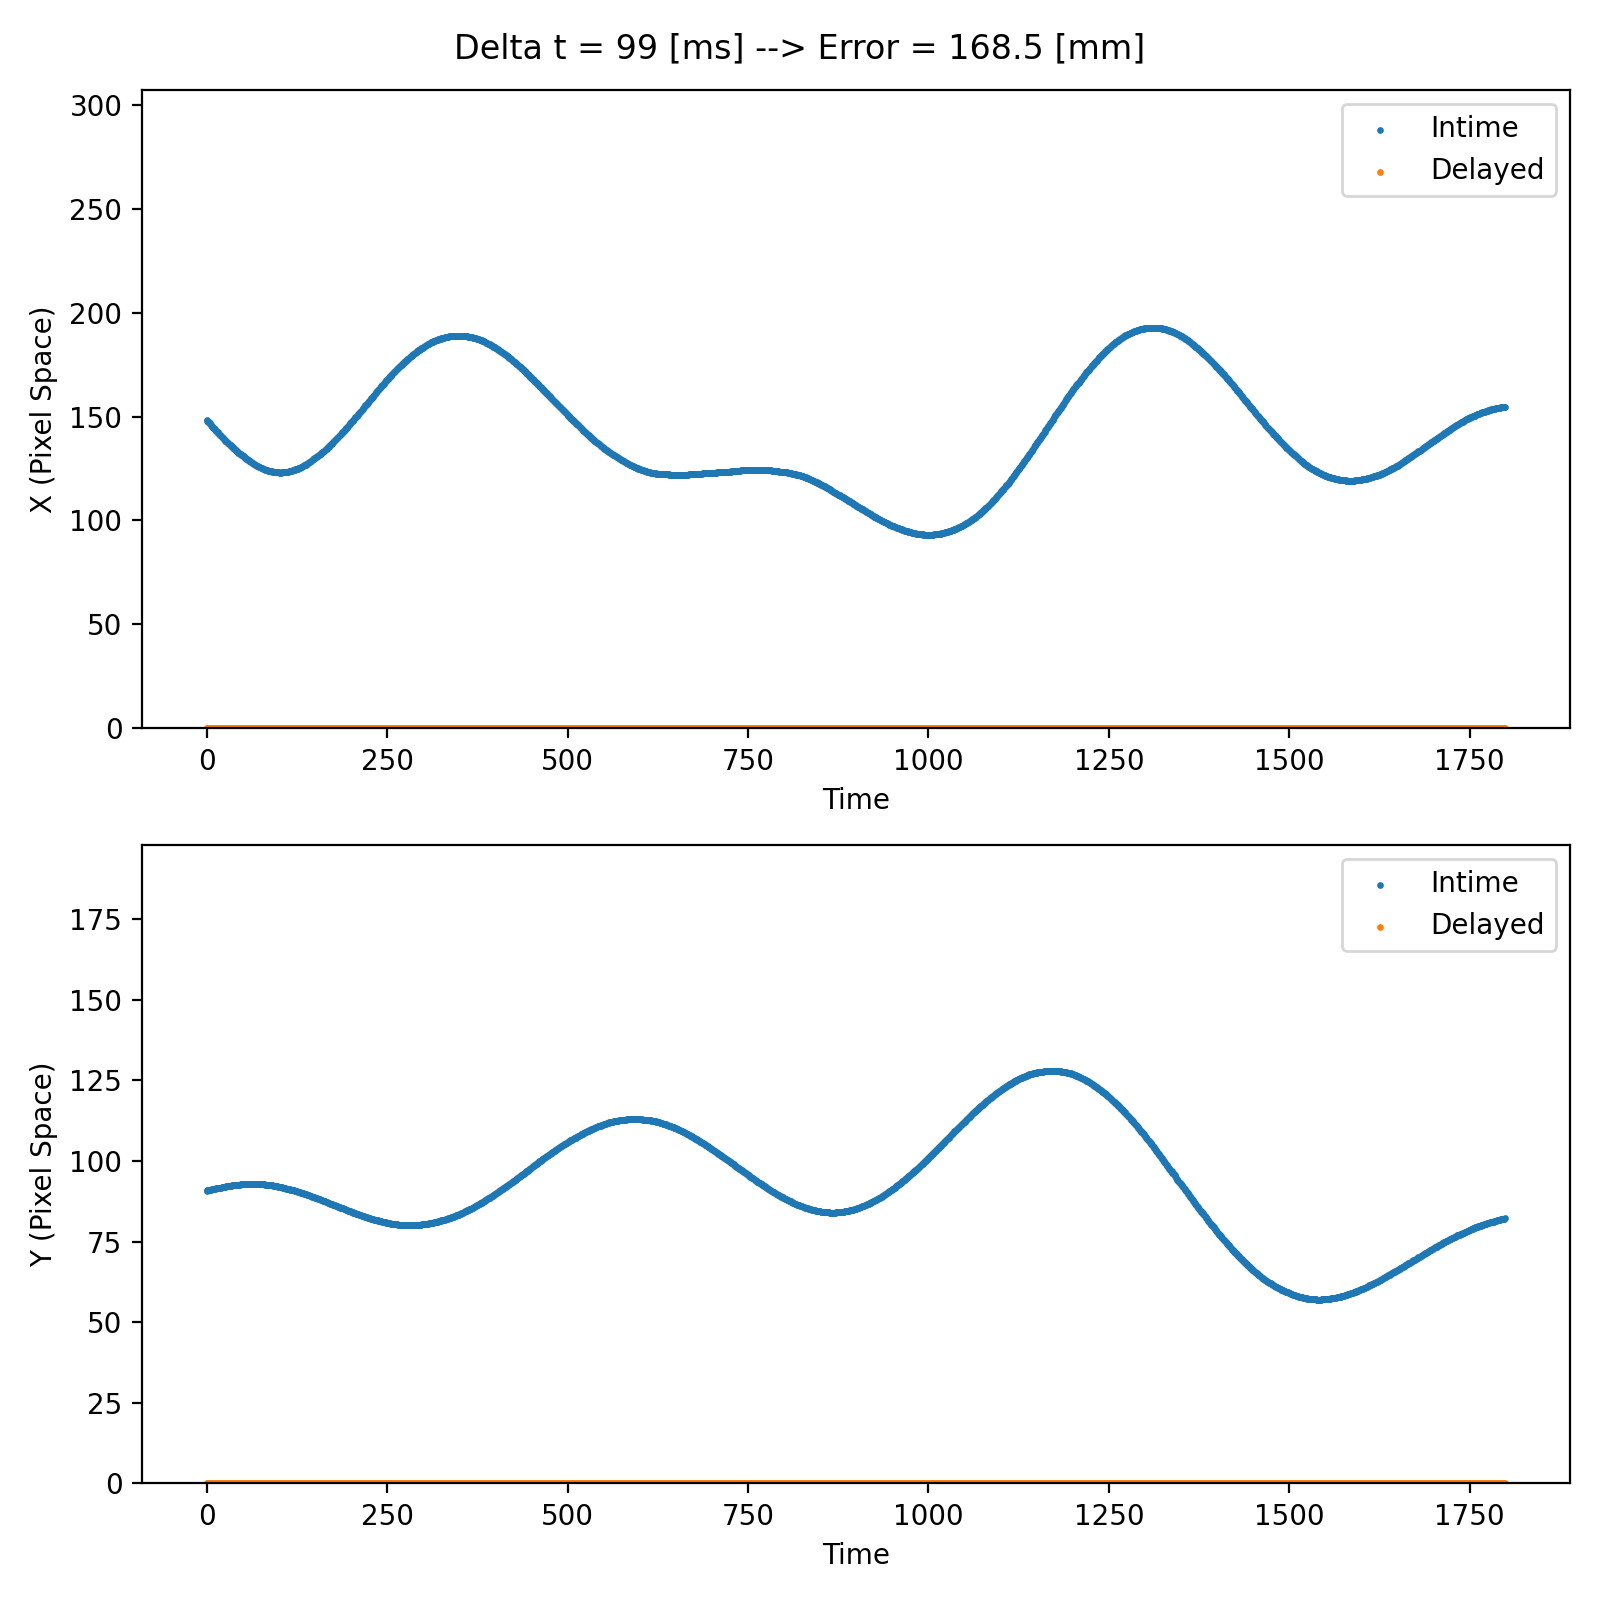 Delta t = 99 [ms] --> Error = 168.5 [mm]
300
250
200
150
100
50
0
X (Pixel Space)
Intime
Delayed
0 250 500 750 1000 1250 1500 1750
Time
175
150
125
100
75
50
25
0
Y (Pixel Space)
Intime
Delayed
0 250 500 750 1000 1250 1500 1750
Time